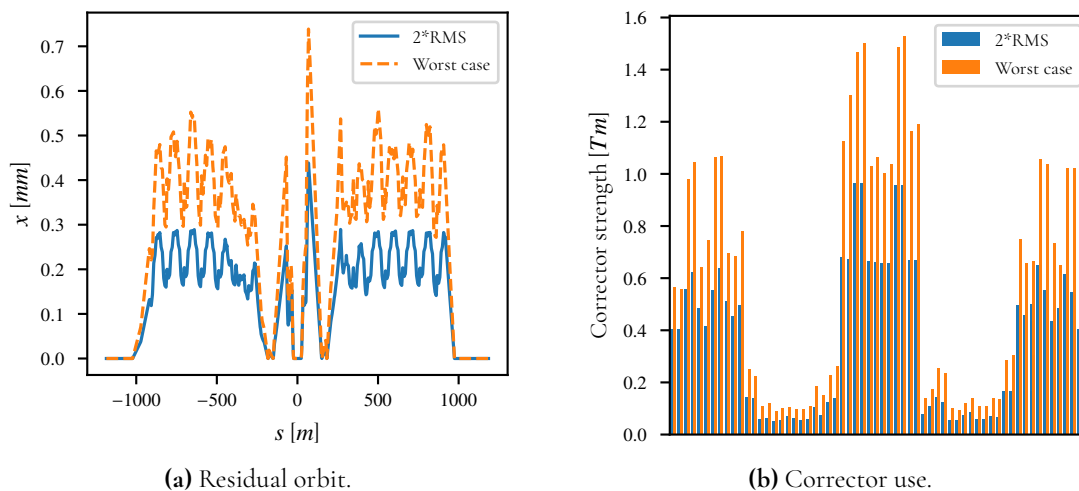 2*RMS
Worst case
0.7
0.6
0.5
0.4
0.3
0.2
0.1
0.0
x [mm]
−1000
−500
0
500
1000
s [m]
(a) Residual orbit.
1.6
1.4
1.2
1.0
0.8
0.6
0.4
0.2
0.0
Corrector strength [Tm]
2*RMS
Worst case
(b) Corrector use.